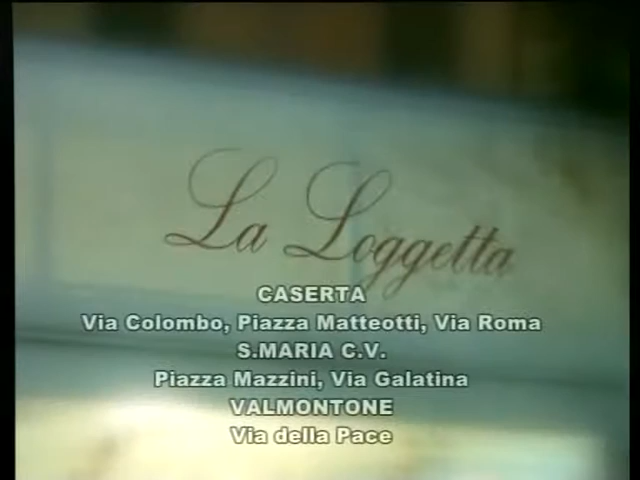 La Loggetta
CASERTA
Via Colombo, Piazza Matteotti, Via Roma
S.MARIA C.V.
Piazza Mazzini, Via Galatina
VALMONTONE
Via della Pace